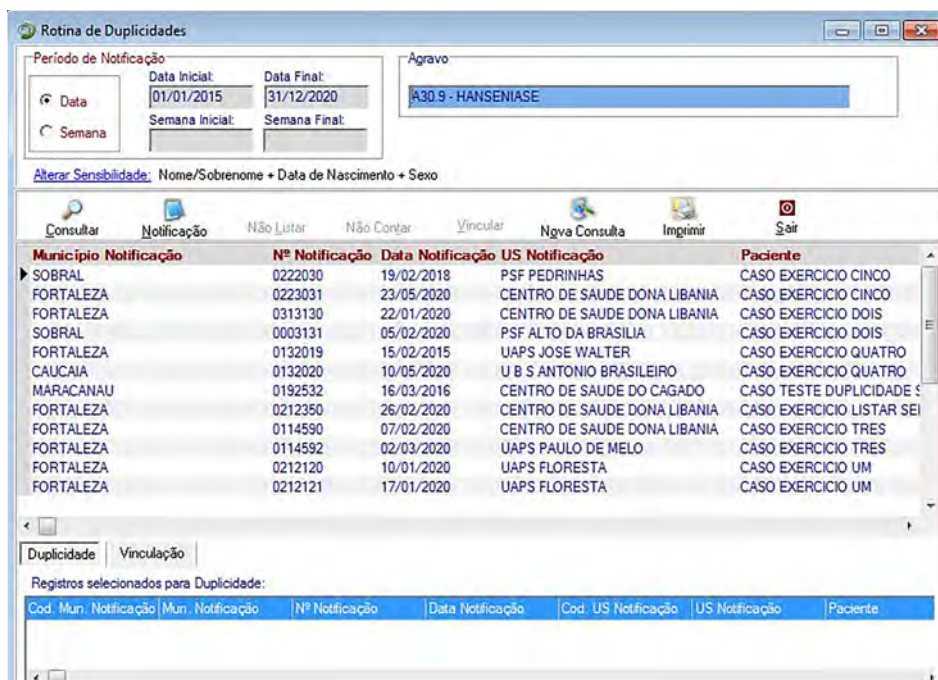 Rotina de Duplicidades
Período de Notificação
Agravo
Data Inicial: Data Final:
Data 01/01/2015 31/12/2020 A30.9 - HANSENIASE
Semana Inicial: Semana Final:
Semana
Alterar Sensibilidade: Nome/Sobrenome + Data de Nascimento + Sexo
Consultar Notificação Não Listar Não Contar Vincular Nova Consulta Imprimir Sair
Município Notificação Nº Notificação Data Notificação US Notificação Paciente
SOBRAL 0222030 19/02/2018 PSF PEDRINHAS CASO EXERCICIO CINCO
FORTALEZA 0223031 23/05/2020 CENTRO DE SAUDE DONA LIBANIA CASO EXERCICIO CINCO
FORTALEZA 0313130 22/01/2020 CENTRO DE SAUDE DONA LIBANIA CASO EXERCICIO DOIS
SOBRAL 0003131 05/02/2020 PSF ALTO DA BRASILIA CASO EXERCICIO DOIS
FORTALEZA 0132019 15/02/2015 UAPS JOSE WALTER CASO EXERCICIO QUATRO
CAUCAIA 0132020 10/05/2020 U B S ANTONIO BRASILEIRO CASO EXERCICIO QUATRO
MARACANAU 0192532 16/03/2016 CENTRO DE SAUDE DO CAGADO CASO TESTE DUPLICIDADE S
FORTALEZA 0212350 26/02/2020 CENTRO DE SAUDE DONA LIBANIA CASO EXERCICIO LISTAR SEI
FORTALEZA 0114590 07/02/2020 CENTRO DE SAUDE DONA LIBANIA CASO EXERCICIO TRES
FORTALEZA 0114592 02/03/2020 UAPS PAULO DE MELO CASO EXERCICIO TRES
FORTALEZA 0212120 10/01/2020 UAPS FLORESTA CASO EXERCICIO UM
FORTALEZA 0212121 17/01/2020 UAPS FLORESTA CASO EXERCICIO UM
Duplicidade Vinculação
Registros selecionados para Duplicidade:
Cod. Mun. Notificação Mun. Notificação Nº Notificação Data Notificação Cod. US Notificação US Notificação Paciente